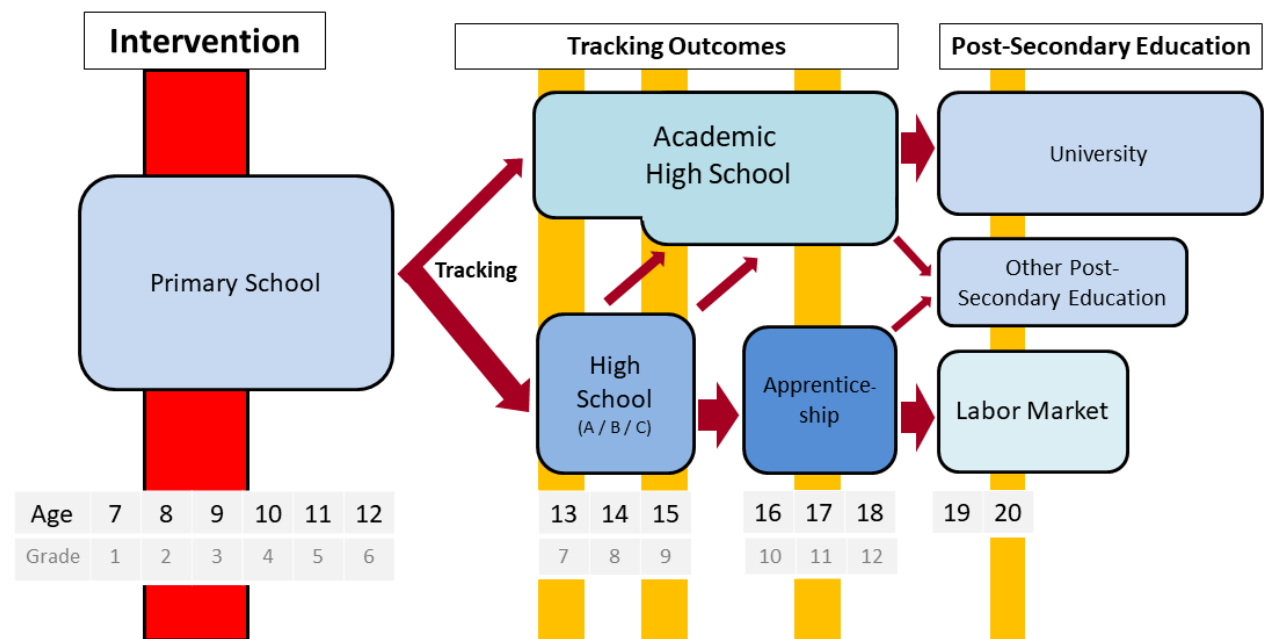 Intervention
Tracking Outcomes
Post-Secondary Education
Primary School
Tracking
Academic
High School
University
Other Post-
Secondary Education
High
School
(A / B / C)
Apprentice-
ship
Labor Market
Age 7 8 9 10 11 12 13 14 15 16 17 18 19 20
Grade 1 2 3 4 5 6 7 8 9 10 11 12